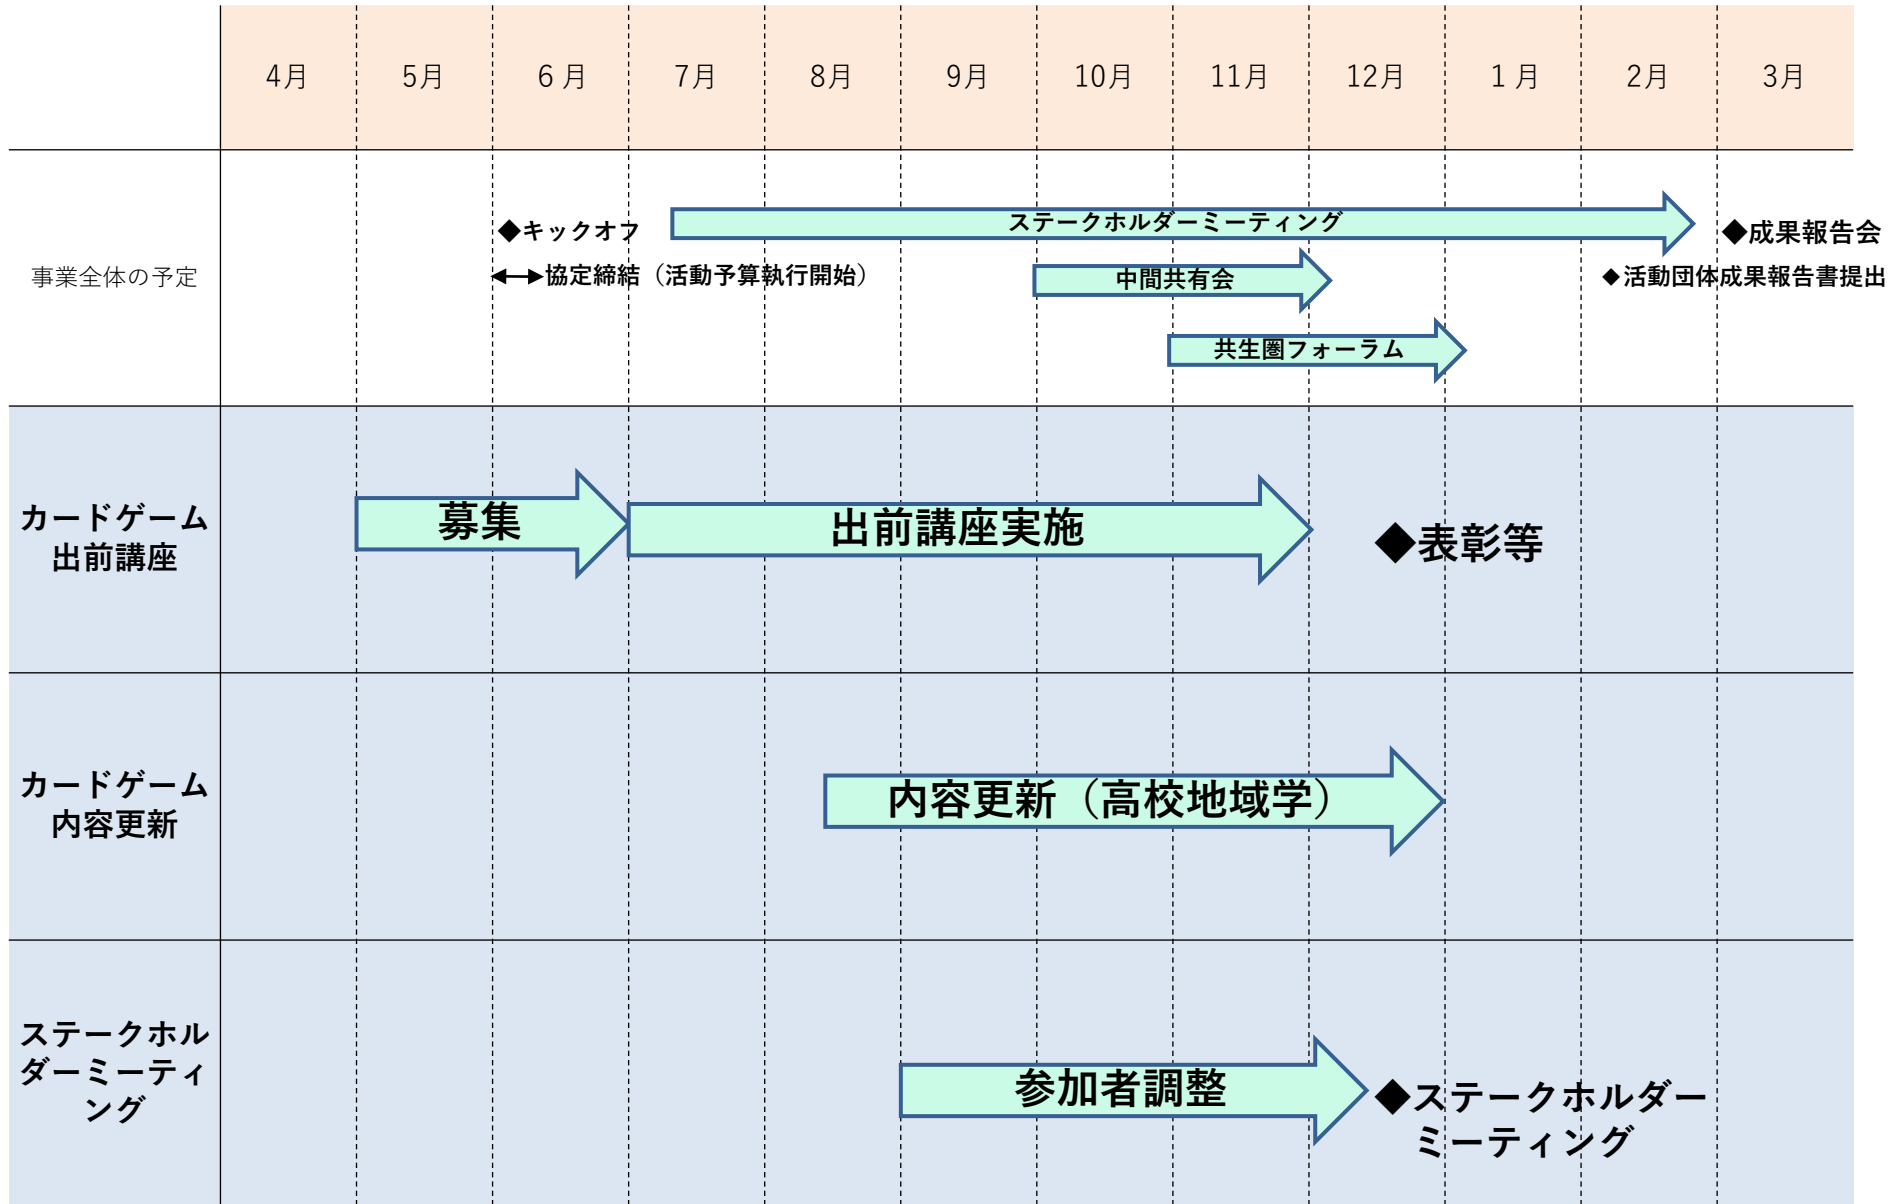 4月 5月 6月 7月 8月 9月 10月 11月 12月 1月 2月 3月
事業全体の予定
ステークホルダーミーティング
◆キックオフ
◆成果報告会
協定締結（活動予算執行開始）
中間共有会
◆活動団体成果報告書提出
共生圏フォーラム
カードゲーム
出前講座
募集
出前講座実施
◆表彰等
カードゲーム
内容更新
内容更新（高校地域学）
ステークホル
ダーミーティ
ング
参加者調整
◆ステークホルダー
ミーティング